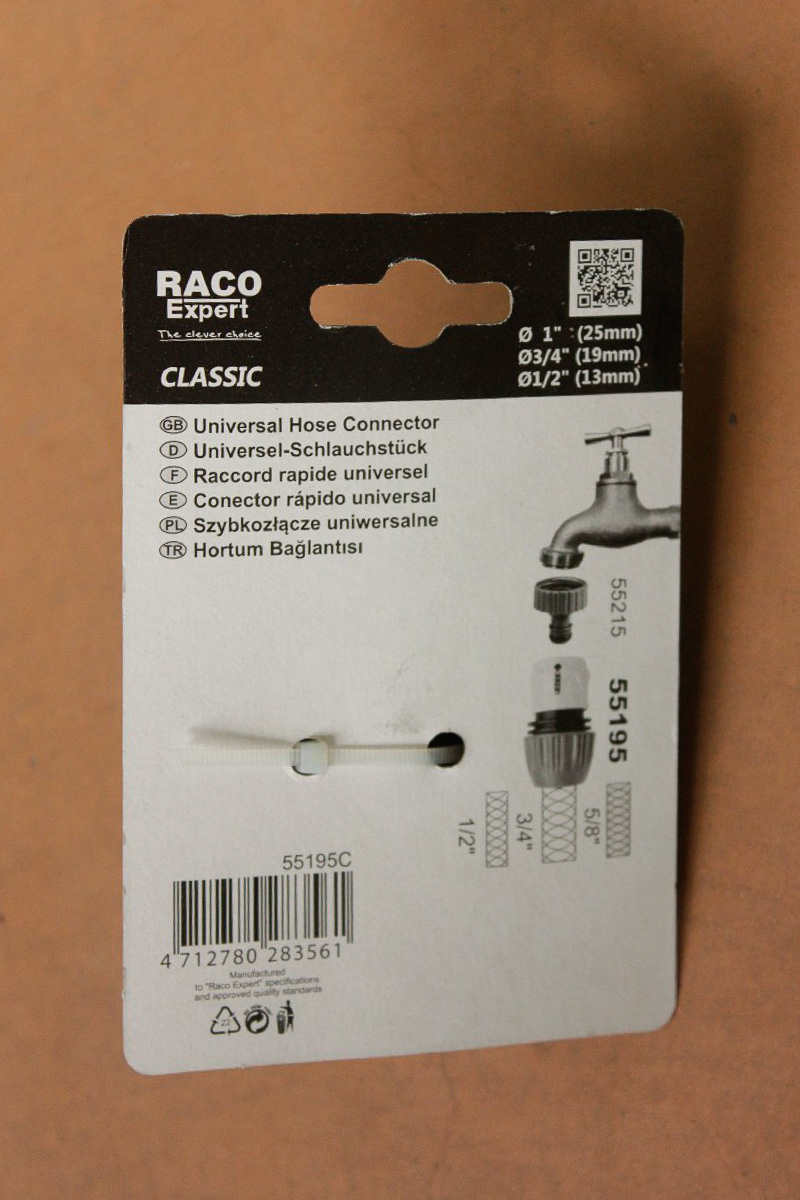 RACO
Expert
The clever choice
CLASSIC
Ø 1" (25mm)
Ø3/4" (19mm)
Ø1/2" (13mm)
GB Universal Hose Connector
D Universel-Schlauchstück
F Raccord rapide universel
E Conector rápido universal
PL Szybkozłącze uniwersalne
TR Hortum Bağlantısı
55215
55195
1/2"
3/4"
5/8"
55195C
4 712780 283561
Manufactured
to "Raco Expert" specifications
and approved quality standards
22